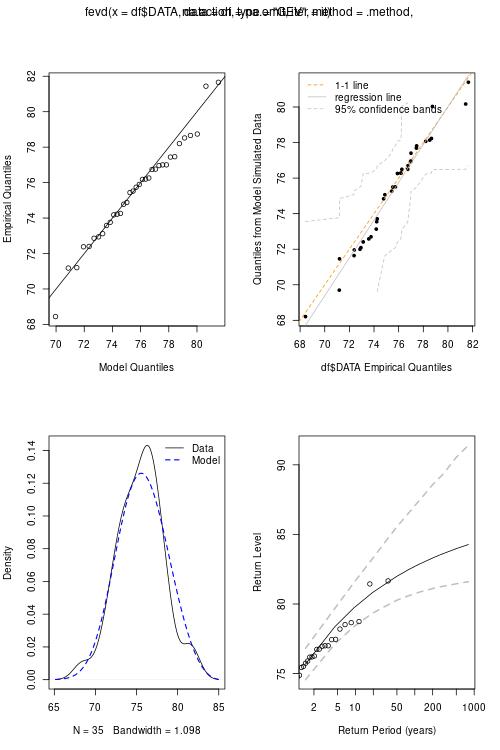 fevd(x = df$DATA,
method = .method,
82
80
78
76
74
72
70
68
Empirical Quantiles
70 72 74 76 78 80
Model Quantiles
1-1 line
regression line
95% confidence bands
80
78
76
74
72
70
68
Quantiles from Model Simulated Data
68 70 72 74 76 78 80 82
df$DATA Empirical Quantiles
Data
Model
0.14
0.12
0.10
0.08
0.06
0.04
0.02
0.00
Density
65 70 75 80 85
N = 35 Bandwidth = 1.098
90
85
80
75
Return Level
2 5 10 50 200 1000
Return Period (years)